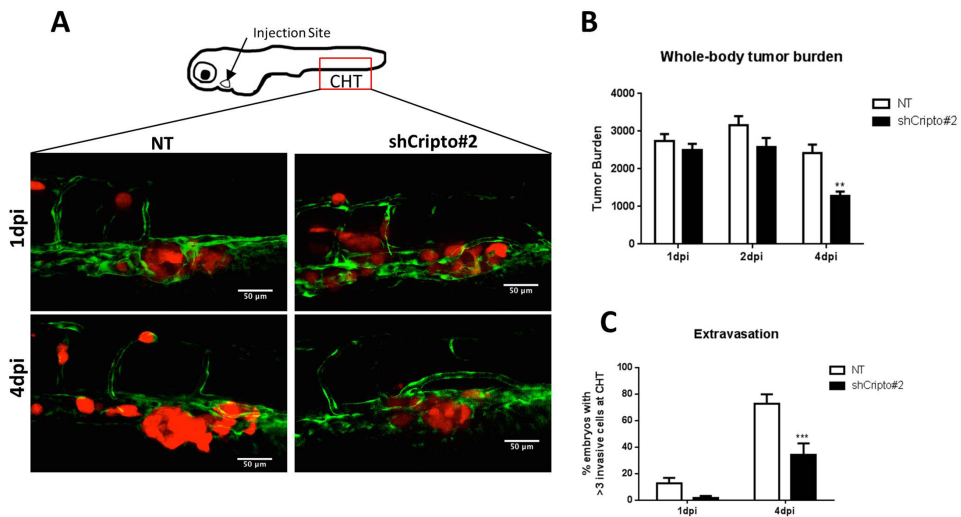 A
Injection Site
CHT
NT
shCripto#2
1dpi
50 µm
50 µm
4dpi
50 µm
50 µm
B
Whole-body tumor burden
NT
shCripto#2
Tumor Burden
4000
3000
2000
1000
0
**
1dpi
2dpi
4dpi
C
Extravasation
NT
shCripto#2
% embryos with
>3 invasive cells at CHT
100
80
60
40
20
0
***
1dpi
4dpi